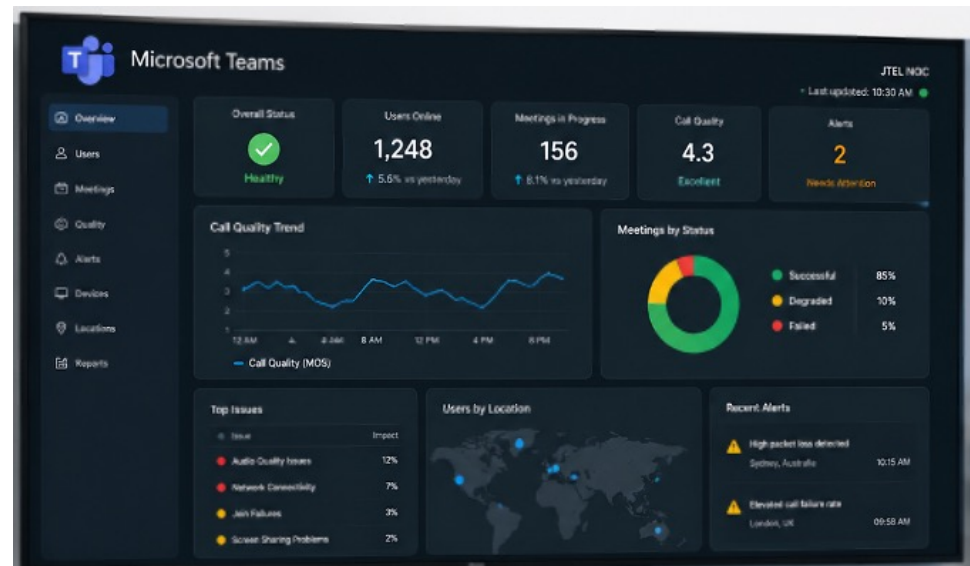 Microsoft Teams
JTEL NOC
Last updated: 10:30 AM
Overview
Users
Meetings
Quality
Alerts
Devices
Locations
Reports
Overall Status
Healthy
Users Online
1,248
↑ 5.6% vs yesterday
Meetings in Progress
156
↑ 8.1% vs yesterday
Call Quality
4.3
Excellent
Alerts
2
Needs Attention
Call Quality Trend
5
4
3
2
1
12 AM
8 AM
12 PM
4 PM
8 PM
Call Quality (MOS)
Meetings by Status
Successful 85%
Degraded 10%
Failed 5%
Top Issues
Issue Impact
Audio Quality Issues 12%
Network Connectivity 7%
Join Failures 3%
Screen Sharing Problems 2%
Users by Location
Recent Alerts
High packet loss detected
Sydney, Australia 10:15 AM
Elevated call failure rate
London, UK 09:58 AM